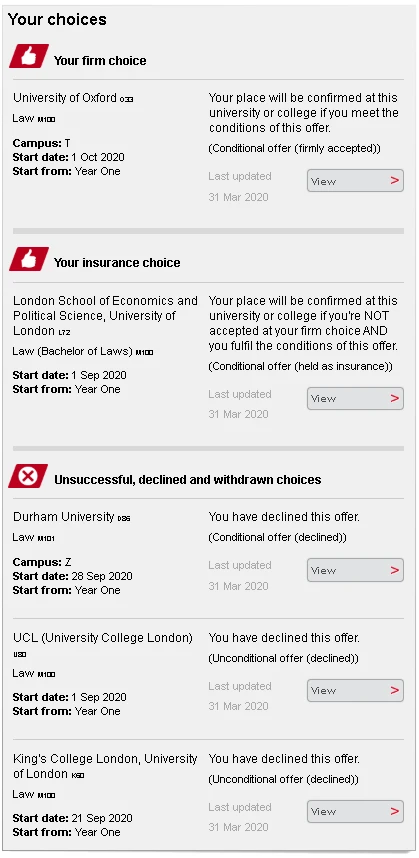 Your choices
Your firm choice
University of Oxford O33
Law M100
Campus: T
Start date: 1 Oct 2020
Start from: Year One
Your place will be confirmed at this
university or college if you meet the
conditions of this offer.
(Conditional offer (firmly accepted))
Last updated
31 Mar 2020
View >
Your insurance choice
London School of Economics and
Political Science, University of
London L72
Law (Bachelor of Laws) M100
Start date: 1 Sep 2020
Start from: Year One
Your place will be confirmed at this
university or college if you're NOT
accepted at your firm choice AND
you fulfil the conditions of this offer.
(Conditional offer (held as insurance))
Last updated
31 Mar 2020
View >
Unsuccessful, declined and withdrawn choices
Durham University D86
Law M101
Campus: Z
Start date: 28 Sep 2020
Start from: Year One
You have declined this offer.
(Conditional offer (declined))
Last updated
31 Mar 2020
View >
UCL (University College London)
U80
Law M100
Start date: 1 Sep 2020
Start from: Year One
You have declined this offer.
(Unconditional offer (declined))
Last updated
31 Mar 2020
View >
King's College London, University
of London K60
Law M100
Start date: 21 Sep 2020
Start from: Year One
You have declined this offer.
(Unconditional offer (declined))
Last updated
31 Mar 2020
View >